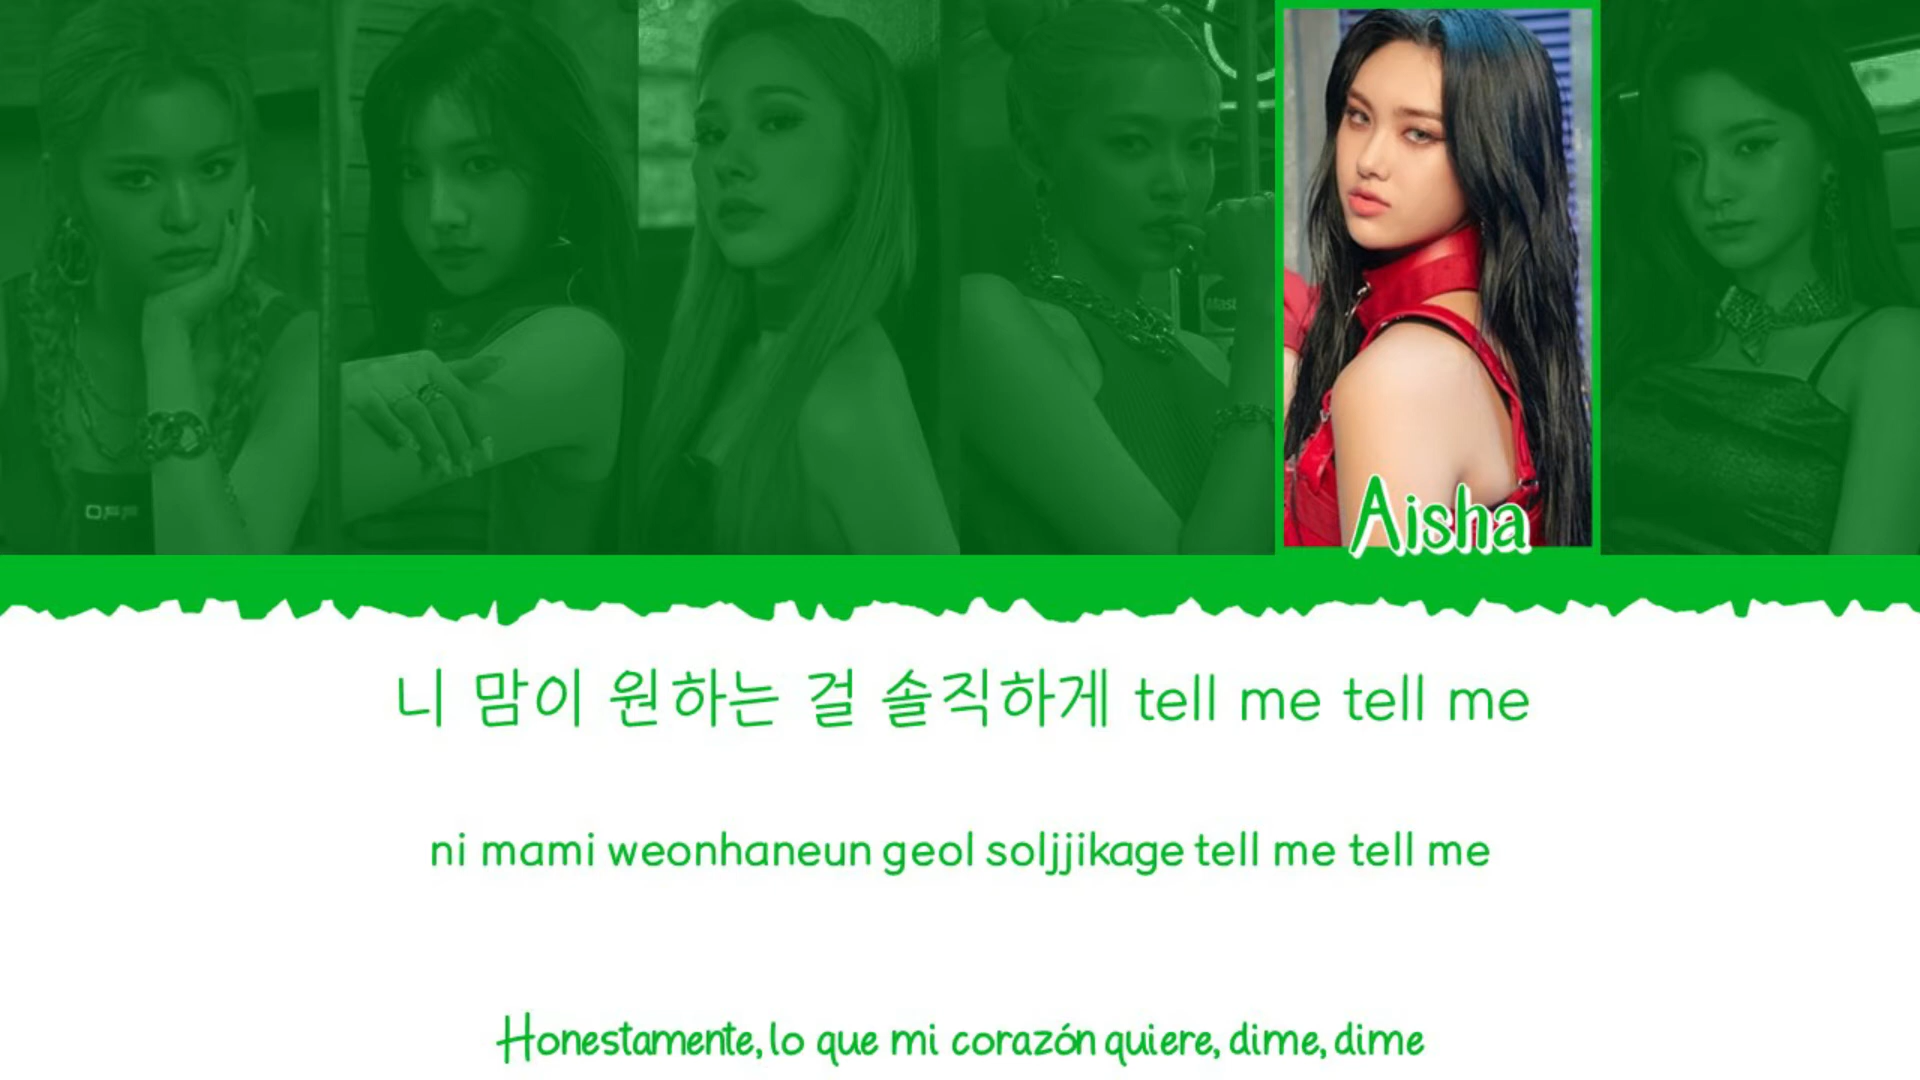 Aisha
니 맘이 원하는 걸 솔직하게 tell me tell me
ni mami weonhaneun geol soljjikage tell me tell me
Honestamente, lo que mi corazón quiere, dime, dime